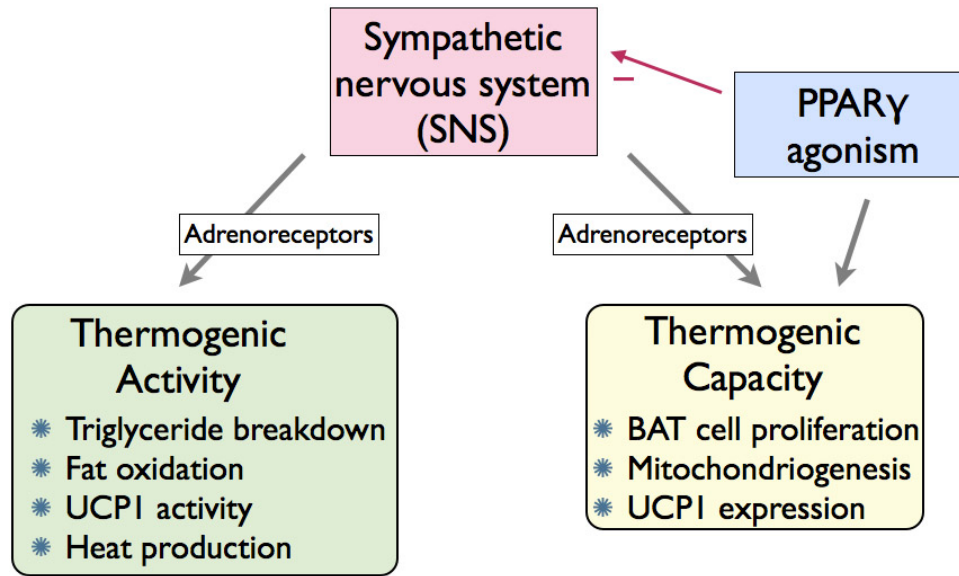 Sympathetic
nervous system
(SNS)
–
PPARγ
agonism
Adrenoreceptors
Adrenoreceptors
Thermogenic
Activity
Triglyceride breakdown
Fat oxidation
UCP1 activity
Heat production
Thermogenic
Capacity
BAT cell proliferation
Mitochondriogenesis
UCP1 expression